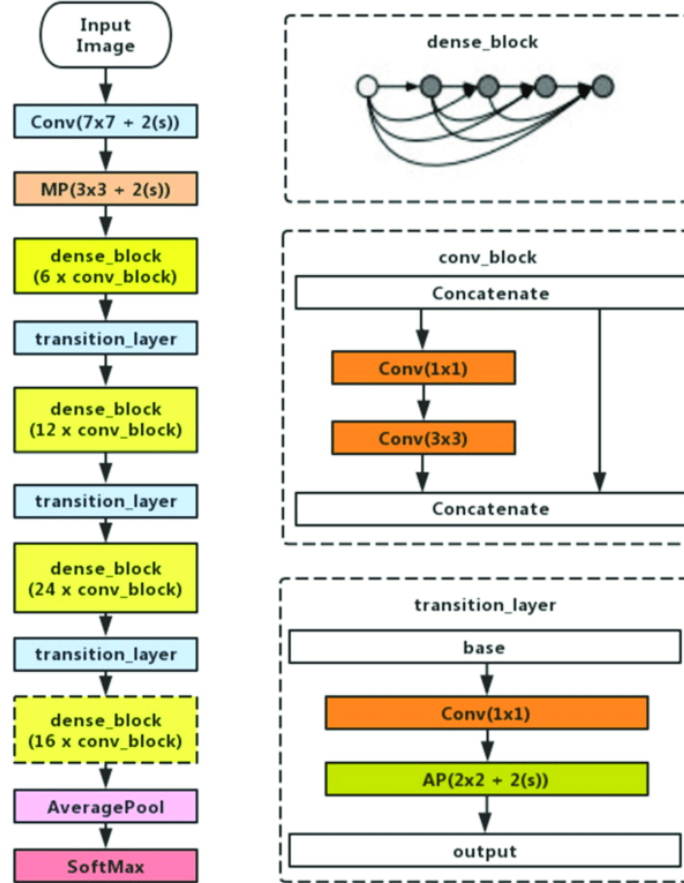 Input
Image
Conv(7x7 + 2(s))
MP(3x3 + 2(s))
dense_block
(6 x conv_block)
transition_layer
dense_block
(12 x conv_block)
transition_layer
dense_block
(24 x conv_block)
transition_layer
dense_block
(16 x conv_block)
AveragePool
SoftMax
dense_block
conv_block
Concatenate
Conv(1x1)
Conv(3x3)
Concatenate
transition_layer
base
Conv(1x1)
AP(2x2 + 2(s))
output